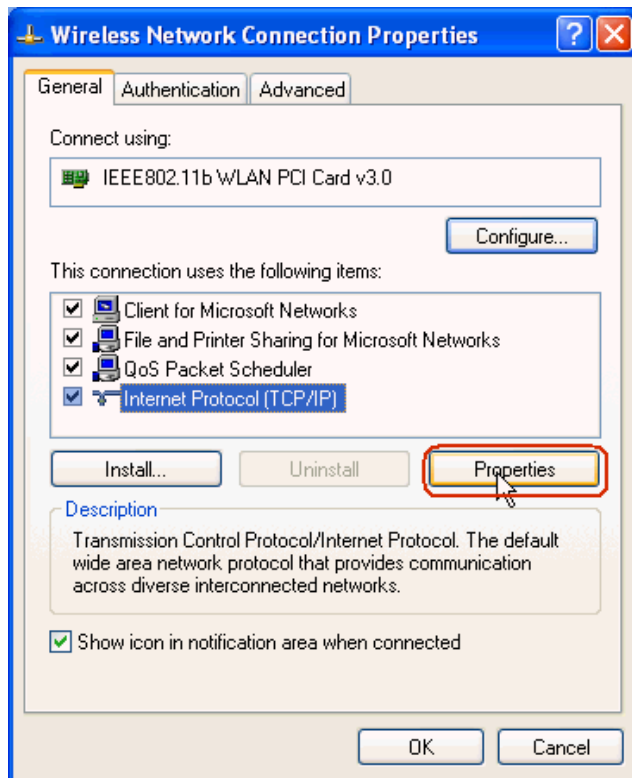 Wireless Network Connection Properties
General Authentication Advanced
Connect using:
IEEE802.11b WLAN PCI Card v3.0
Configure...
This connection uses the following items:
Client for Microsoft Networks
File and Printer Sharing for Microsoft Networks
QoS Packet Scheduler
Internet Protocol (TCP/IP)
Install... Uninstall Properties
Description
Transmission Control Protocol/Internet Protocol. The default
wide area network protocol that provides communication
across diverse interconnected networks.
Show icon in notification area when connected
OK Cancel